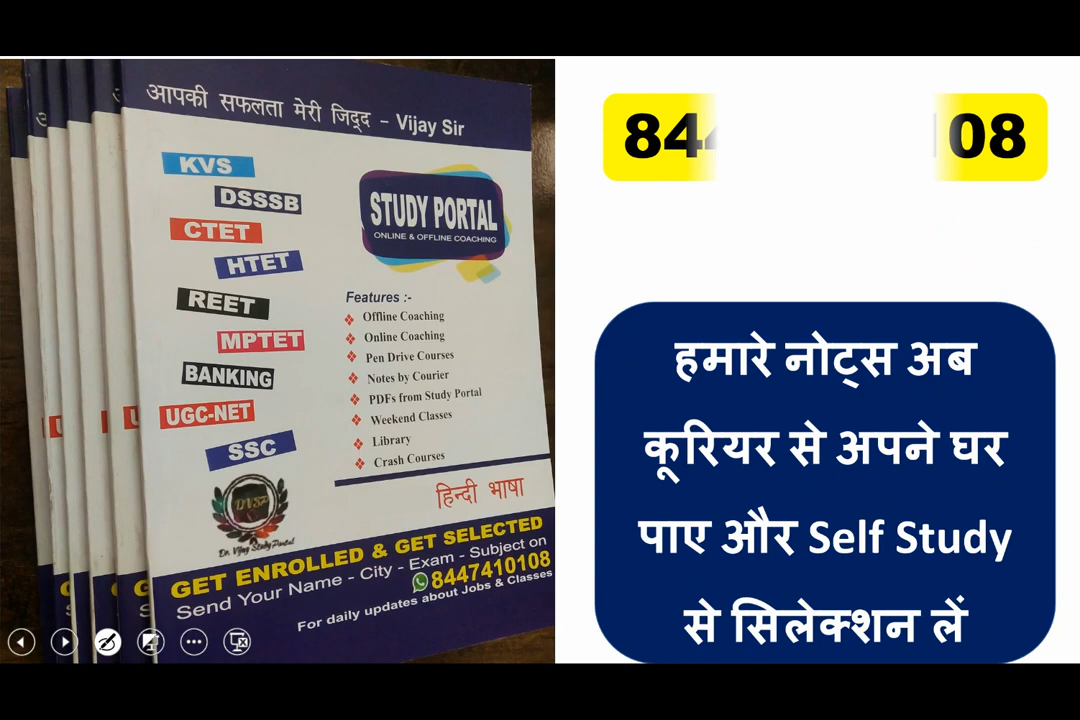 आपकी सफलता मेरी जिद्द – Vijay Sir
KVS
DSSSB
CTET
HTET
REET
MPTET
BANKING
UGC-NET
SSC
STUDY PORTAL
ONLINE & OFFLINE COACHING
Features :-
Offline Coaching
Online Coaching
Pen Drive Courses
Notes by Courier
PDFs from Study Portal
Weekend Classes
Library
Crash Courses
हिन्दी भाषा
Dr. Vijay Study Portal
GET ENROLLED & GET SELECTED
Send Your Name - City - Exam - Subject on
8447410108
For daily updates about Jobs & Classes
844 108
हमारे नोट्स अब
कूरियर से अपने घर
पाए और Self Study
से सिलेक्शन लें